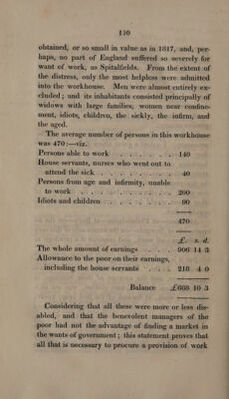 110
obtained, or so small in value as in 1817, and, per-
haps, no part of England suffered so severely for
want of work, as Spitalfields. From the extent of
the distress, only the most helpless were admitted
into the workhouse. Men were almost entirely ex-
cluded; and its inhabitants consisted principally of
widows with large families, women near confine-
ment, idiots, children, the sickly, the infirm, and
the aged.
The average number of persons in this workhouse
was 470:—viz.
Persons able to work . . . . . . . . 140
House servants, nurses who went out to
attend the sick . . . . . . . . . 40
Persons from age and infirmity, unable
to work . . . . . . . . . . . . 200
Idiots and children . . . . . . . . . 90
470
£. s. d.
The whole amount of earnings . . . . 906 14 3
Allowance to the poor on their earnings,
including the house servants . . . . 218 4 0
Balance £688 10 3
Considering that all these were more or less dis-
abled, and that the benevolent managers of the
poor had not the advantage of finding a market in
the wants of government; this statement proves that
all that is necessary to procure a provision of work